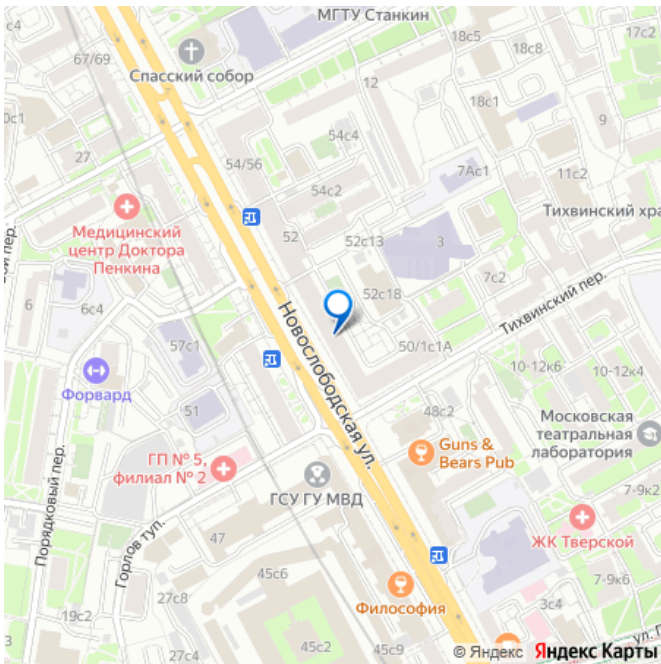 МГТУ Станкин
17с2
67/69
18с5
18с8
Спасский собор
12
18с1
9
54с4
27
54/56
7Ас1
11с2
54с2
Медицинский
центр Доктора
Пенкина
Тихвинский хра
52
52с13
3
7с2
6
6с4
52с18
Тихвинский пер.
Новослободская ул.
57с1
50/1с1А
10-12к6
10-12к4
Форвард
51
48с2
Московская
театральная
лаборатория
Guns &
Bears Pub
ГП № 5,
филиал № 2
ГСУ ГУ МВД
7-9к2
Порядковый пер.
Горлов туп.
47
ЖК Тверской
45с6
7-9к6
27с8
Философия
3с4
19с2
45с2
45с9
© Яндекс Яндекс Карты